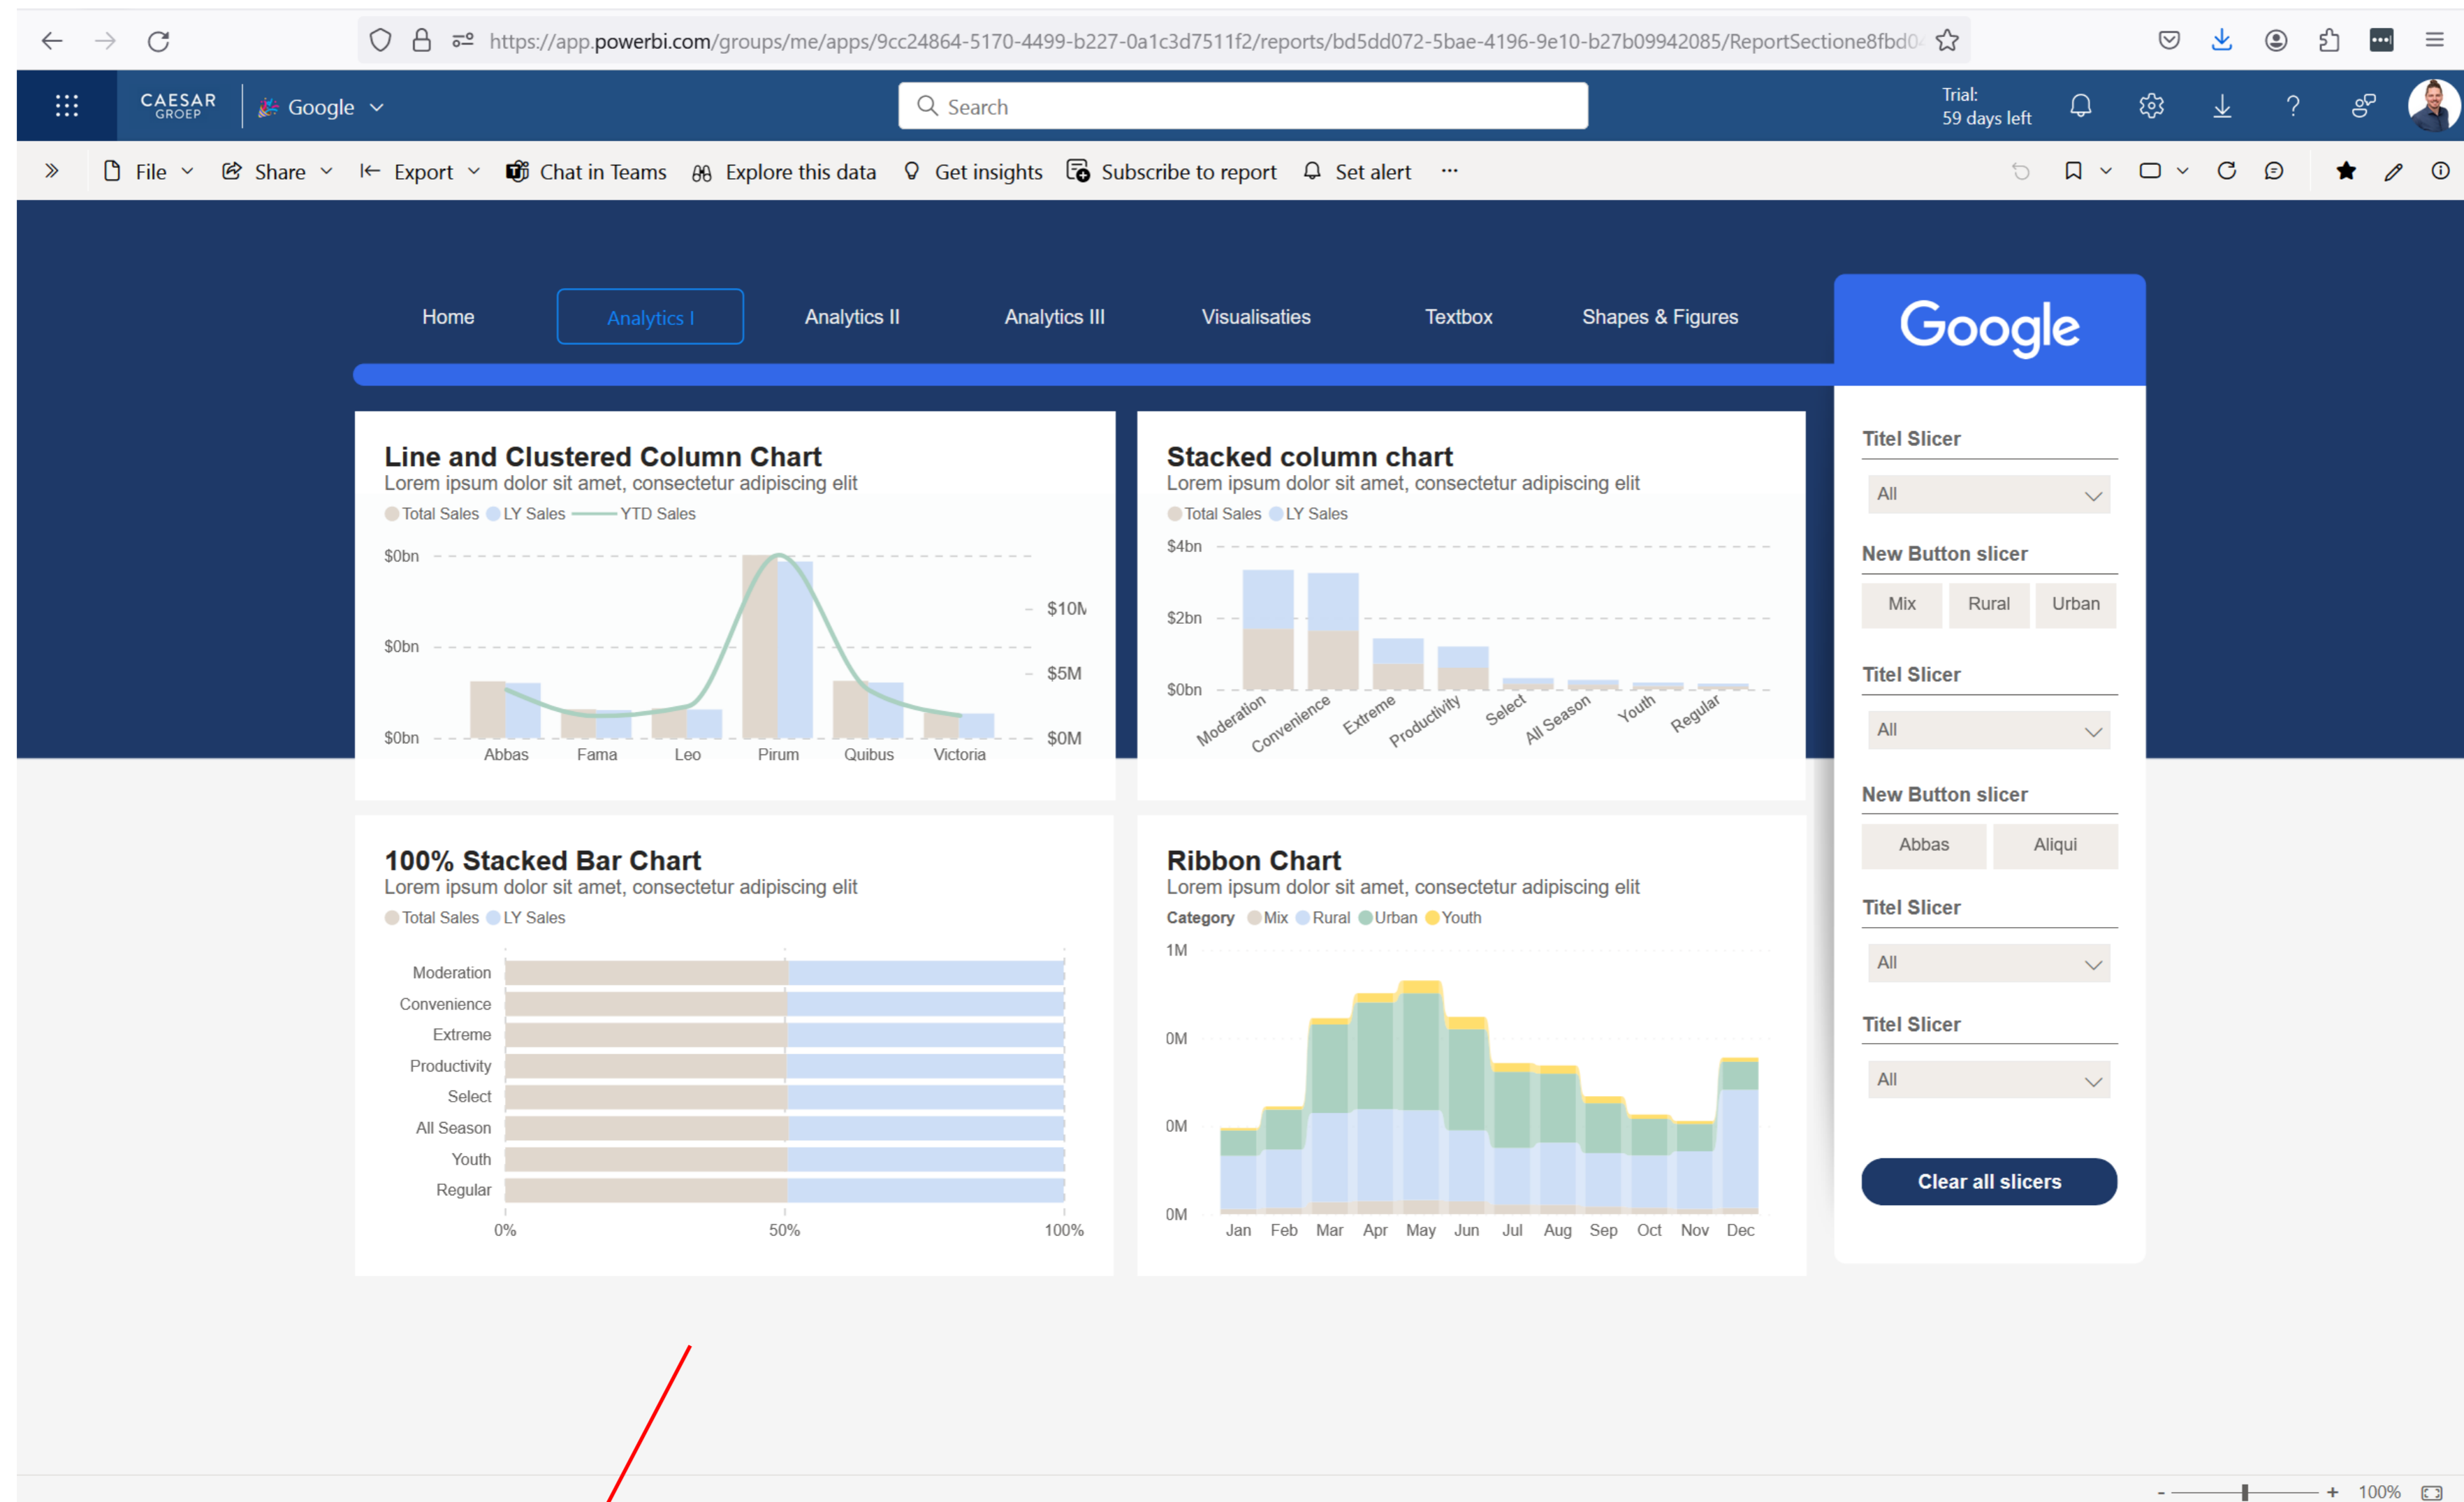 https://app.powerbi.com/groups/me/apps/9cc24864-5170-4499-b227-0a1c3d7511f2/reports/bd5dd072-5bae-4196-9e10-b27b09942085/ReportSectione8fbd04
CAESAR GROEP
Google
Search
Trial:
59 days left
File Share Export Chat in Teams Explore this data Get insights Subscribe to report Set alert ···
Home Analytics I Analytics II Analytics III Visualisaties Textbox Shapes & Figures
Google
Line and Clustered Column Chart
Lorem ipsum dolor sit amet, consectetur adipiscing elit
Total Sales LY Sales YTD Sales
$0bn
$10M
$0bn
$5M
$0bn
$0M
Abbas Fama Leo Pirum Quibus Victoria
Stacked column chart
Lorem ipsum dolor sit amet, consectetur adipiscing elit
Total Sales LY Sales
$4bn
$2bn
$0bn
Moderation Convenience Extreme Productivity Select All Season Youth Regular
100% Stacked Bar Chart
Lorem ipsum dolor sit amet, consectetur adipiscing elit
Total Sales LY Sales
Moderation
Convenience
Extreme
Productivity
Select
All Season
Youth
Regular
0% 50% 100%
Ribbon Chart
Lorem ipsum dolor sit amet, consectetur adipiscing elit
Category Mix Rural Urban Youth
1M
0M
0M
0M
Jan Feb Mar Apr May Jun Jul Aug Sep Oct Nov Dec
Titel Slicer
All
New Button slicer
Mix Rural Urban
Titel Slicer
All
New Button slicer
Abbas Aliqui
Titel Slicer
All
Titel Slicer
All
Clear all slicers
- + 100%